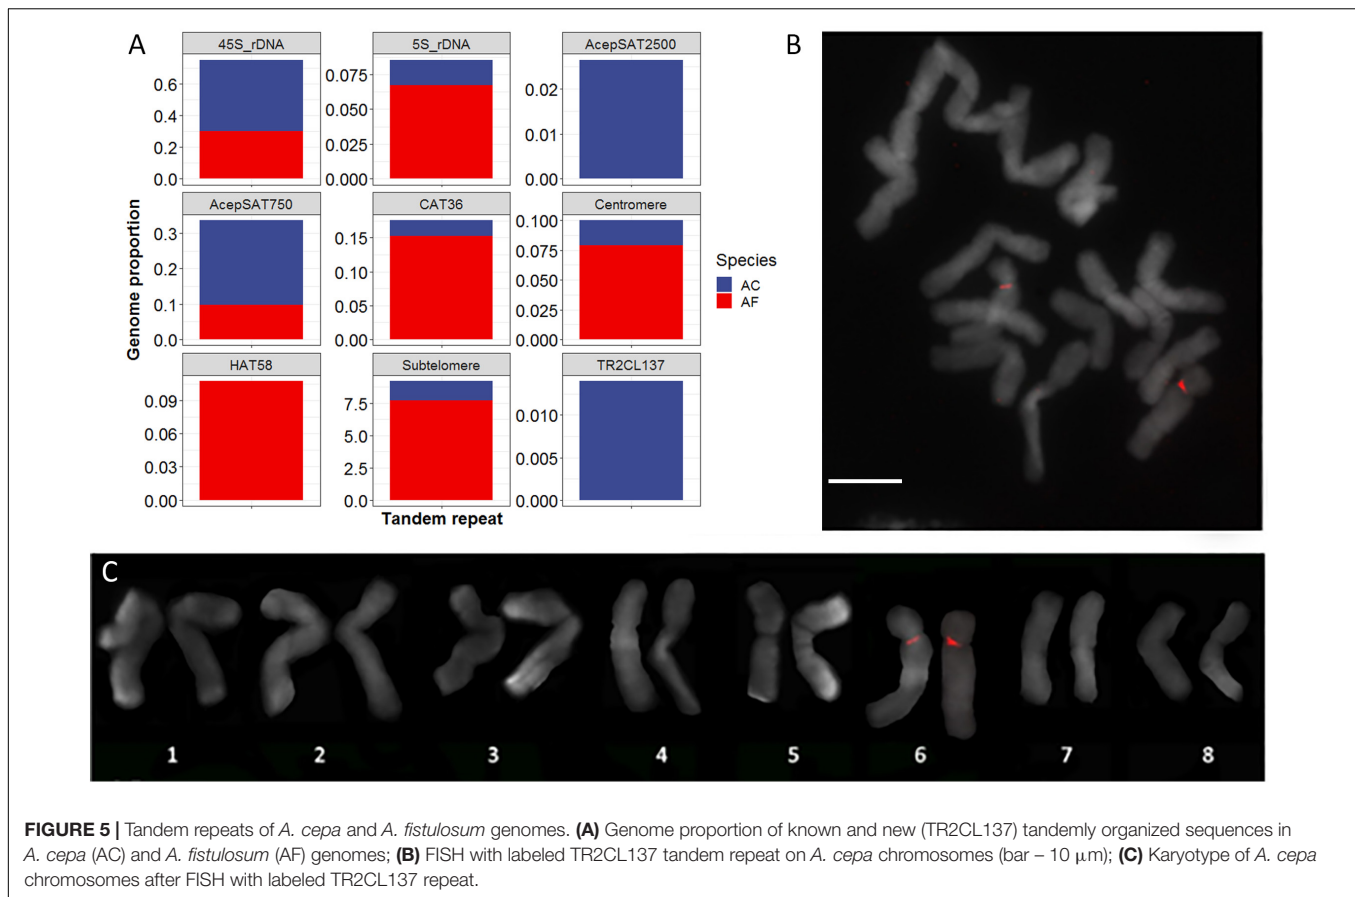 A
B
45S_rDNA
5S_rDNA
AcepSAT2500
0.6
0.4
0.2
0.0
0.075
0.050
0.025
0.000
0.02
0.01
0.00
AcepSAT750
CAT36
Centromere
0.3
0.2
0.1
0.0
0.15
0.10
0.05
0.00
0.100
0.075
0.050
0.025
0.000
HAT58
Subtelomere
TR2CL137
0.09
0.06
0.03
0.00
7.5
5.0
2.5
0.0
0.010
0.005
0.000
Genome proportion
Tandem repeat
Species
AC
AF
C
1 2 3 4 5 6 7 8
FIGURE 5 | Tandem repeats of A. cepa and A. fistulosum genomes. (A) Genome proportion of known and new (TR2CL137) tandemly organized sequences in
A. cepa (AC) and A. fistulosum (AF) genomes; (B) FISH with labeled TR2CL137 tandem repeat on A. cepa chromosomes (bar – 10 μm); (C) Karyotype of A. cepa
chromosomes after FISH with labeled TR2CL137 repeat.